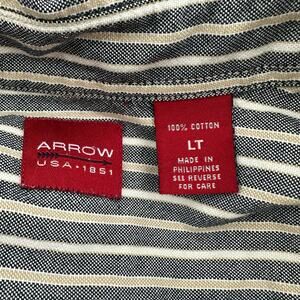 ARROW
USA • 1851
100% COTTON
LT
MADE IN
PHILIPPINES
SEE REVERSE
FOR CARE